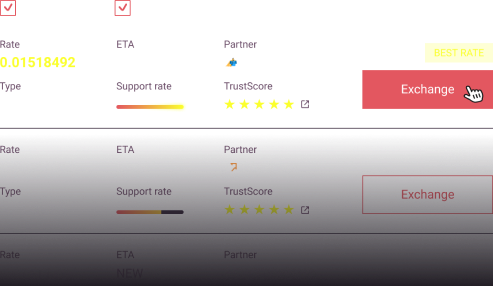 Rate ETA Partner
0.01518492 BEST RATE
Type Support rate TrustScore Exchange
Rate ETA Partner
Type Support rate TrustScore Exchange
Rate ETA Partner
NEW